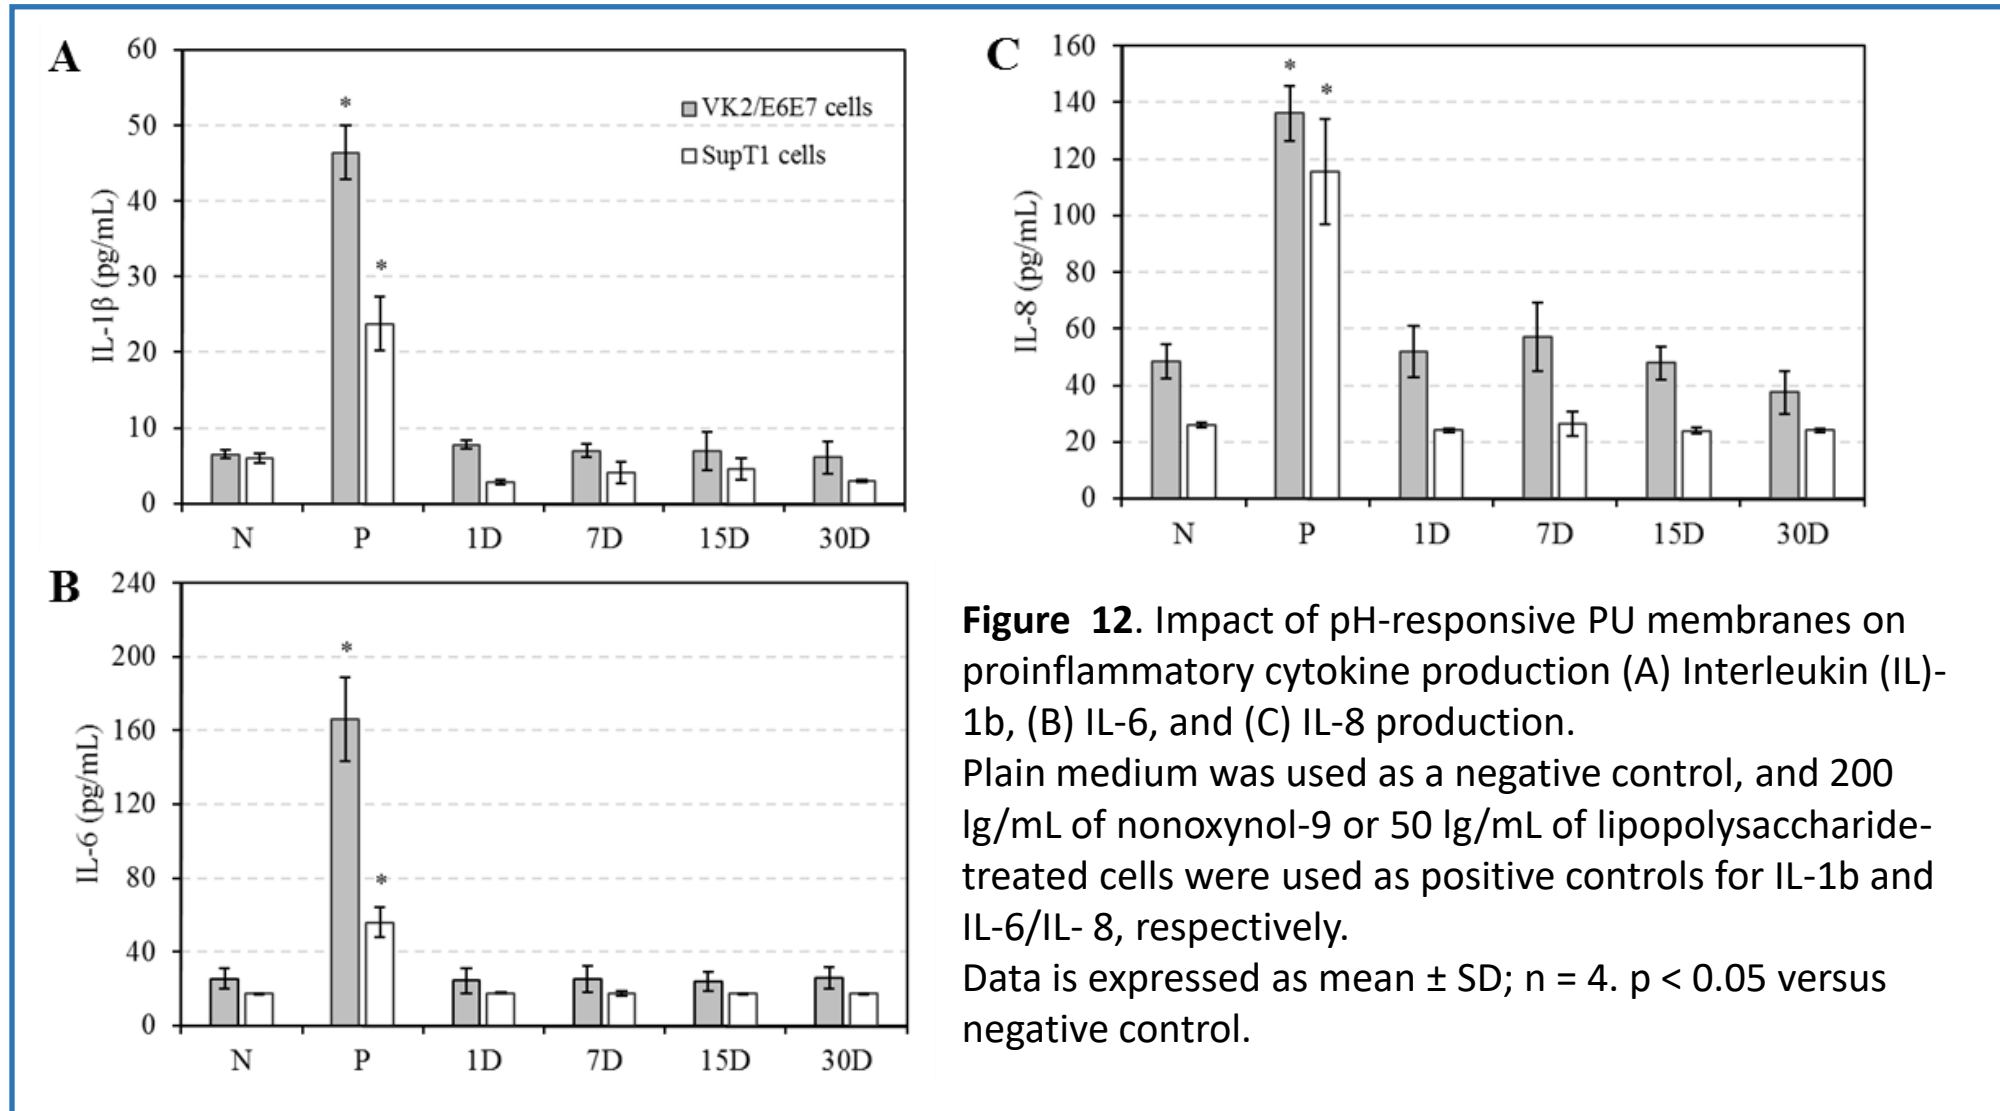 A
60
50
40
30
20
10
0
IL-1β (pg/mL)
*
*
VK2/E6E7 cells
SupT1 cells
N P 1D 7D 15D 30D
B
240
200
160
120
80
40
0
IL-6 (pg/mL)
*
*
N P 1D 7D 15D 30D
C
160
140
120
100
80
60
40
20
0
IL-8 (pg/mL)
*
*
N P 1D 7D 15D 30D
Figure 12. Impact of pH-responsive PU membranes on
proinflammatory cytokine production (A) Interleukin (IL)-
1b, (B) IL-6, and (C) IL-8 production.
Plain medium was used as a negative control, and 200
lg/mL of nonoxynol-9 or 50 lg/mL of lipopolysaccharide-
treated cells were used as positive controls for IL-1b and
IL-6/IL- 8, respectively.
Data is expressed as mean ± SD; n = 4. p < 0.05 versus
negative control.